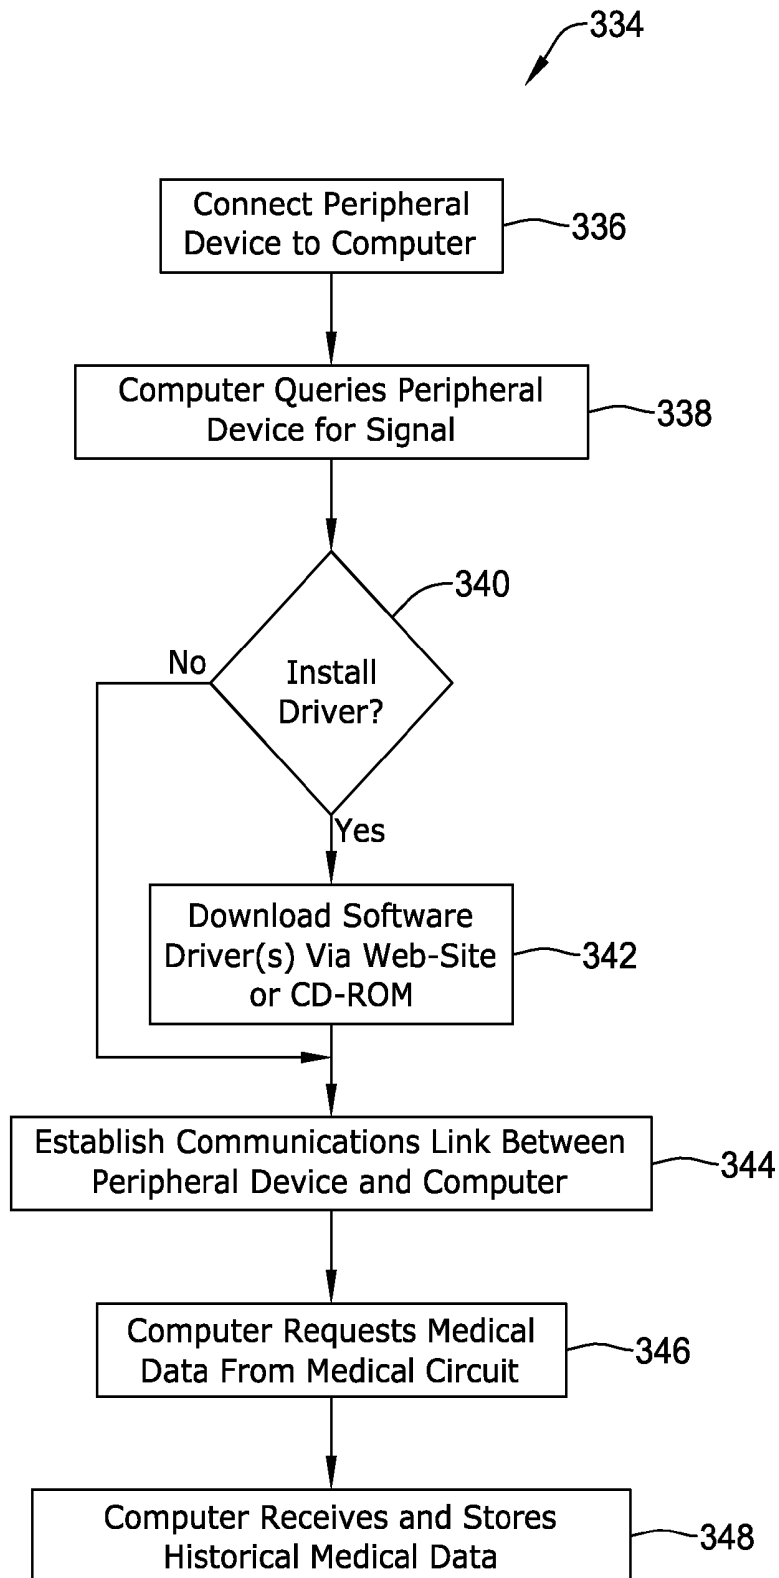 334
Connect Peripheral
Device to Computer
336
Computer Queries Peripheral
Device for Signal
338
340
Install
Driver?
No
Yes
Download Software
Driver(s) Via Web-Site
or CD-ROM
342
Establish Communications Link Between
Peripheral Device and Computer
344
Computer Requests Medical
Data From Medical Circuit
346
Computer Receives and Stores
Historical Medical Data
348